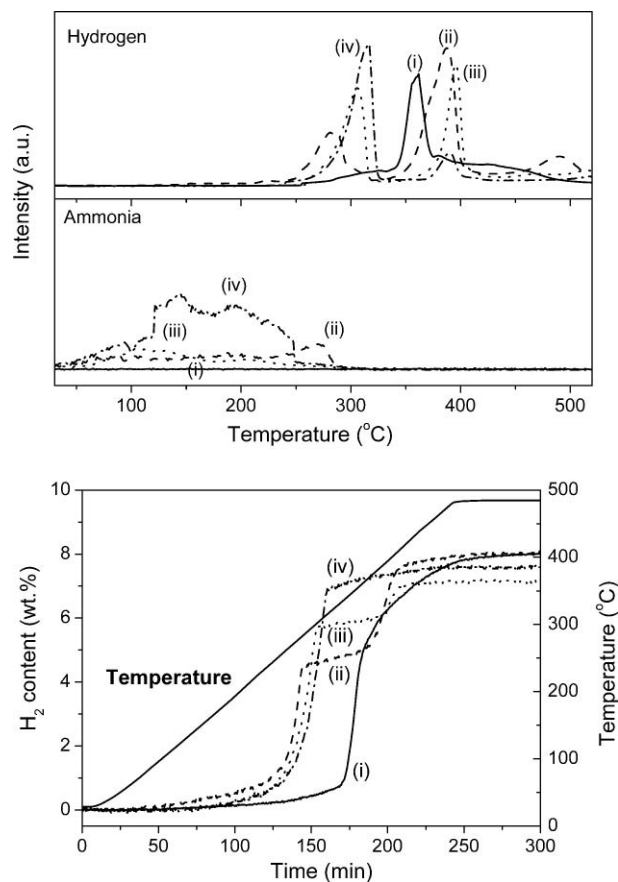 Hydrogen
(iv)
(i)
(ii)
(iii)
Ammonia
(iv)
(iii)
(ii)
(i)
Intensity (a.u.)
100 200 300 400 500
Temperature (°C)
10
8
6
4
2
0
H₂ content (wt.%)
Temperature
(iv)
(iii)
(ii)
(i)
500
400
300
200
100
0
Temperature (°C)
0 50 100 150 200 250 300
Time (min)